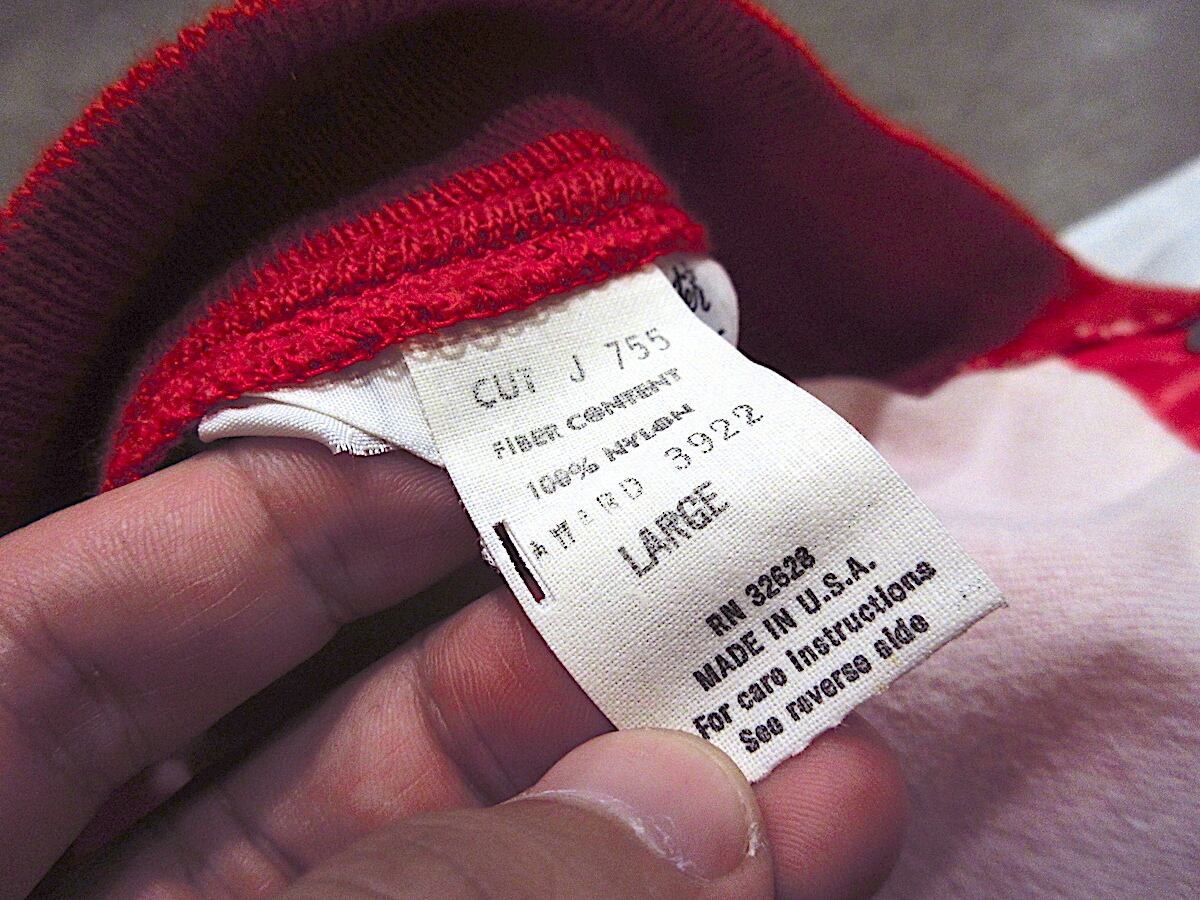 CUT J 755
FIBER CONTENT
100% NYLON
AWARD 3922
LARGE
RN 32628
MADE IN U.S.A.
For care instructions
See reverse side